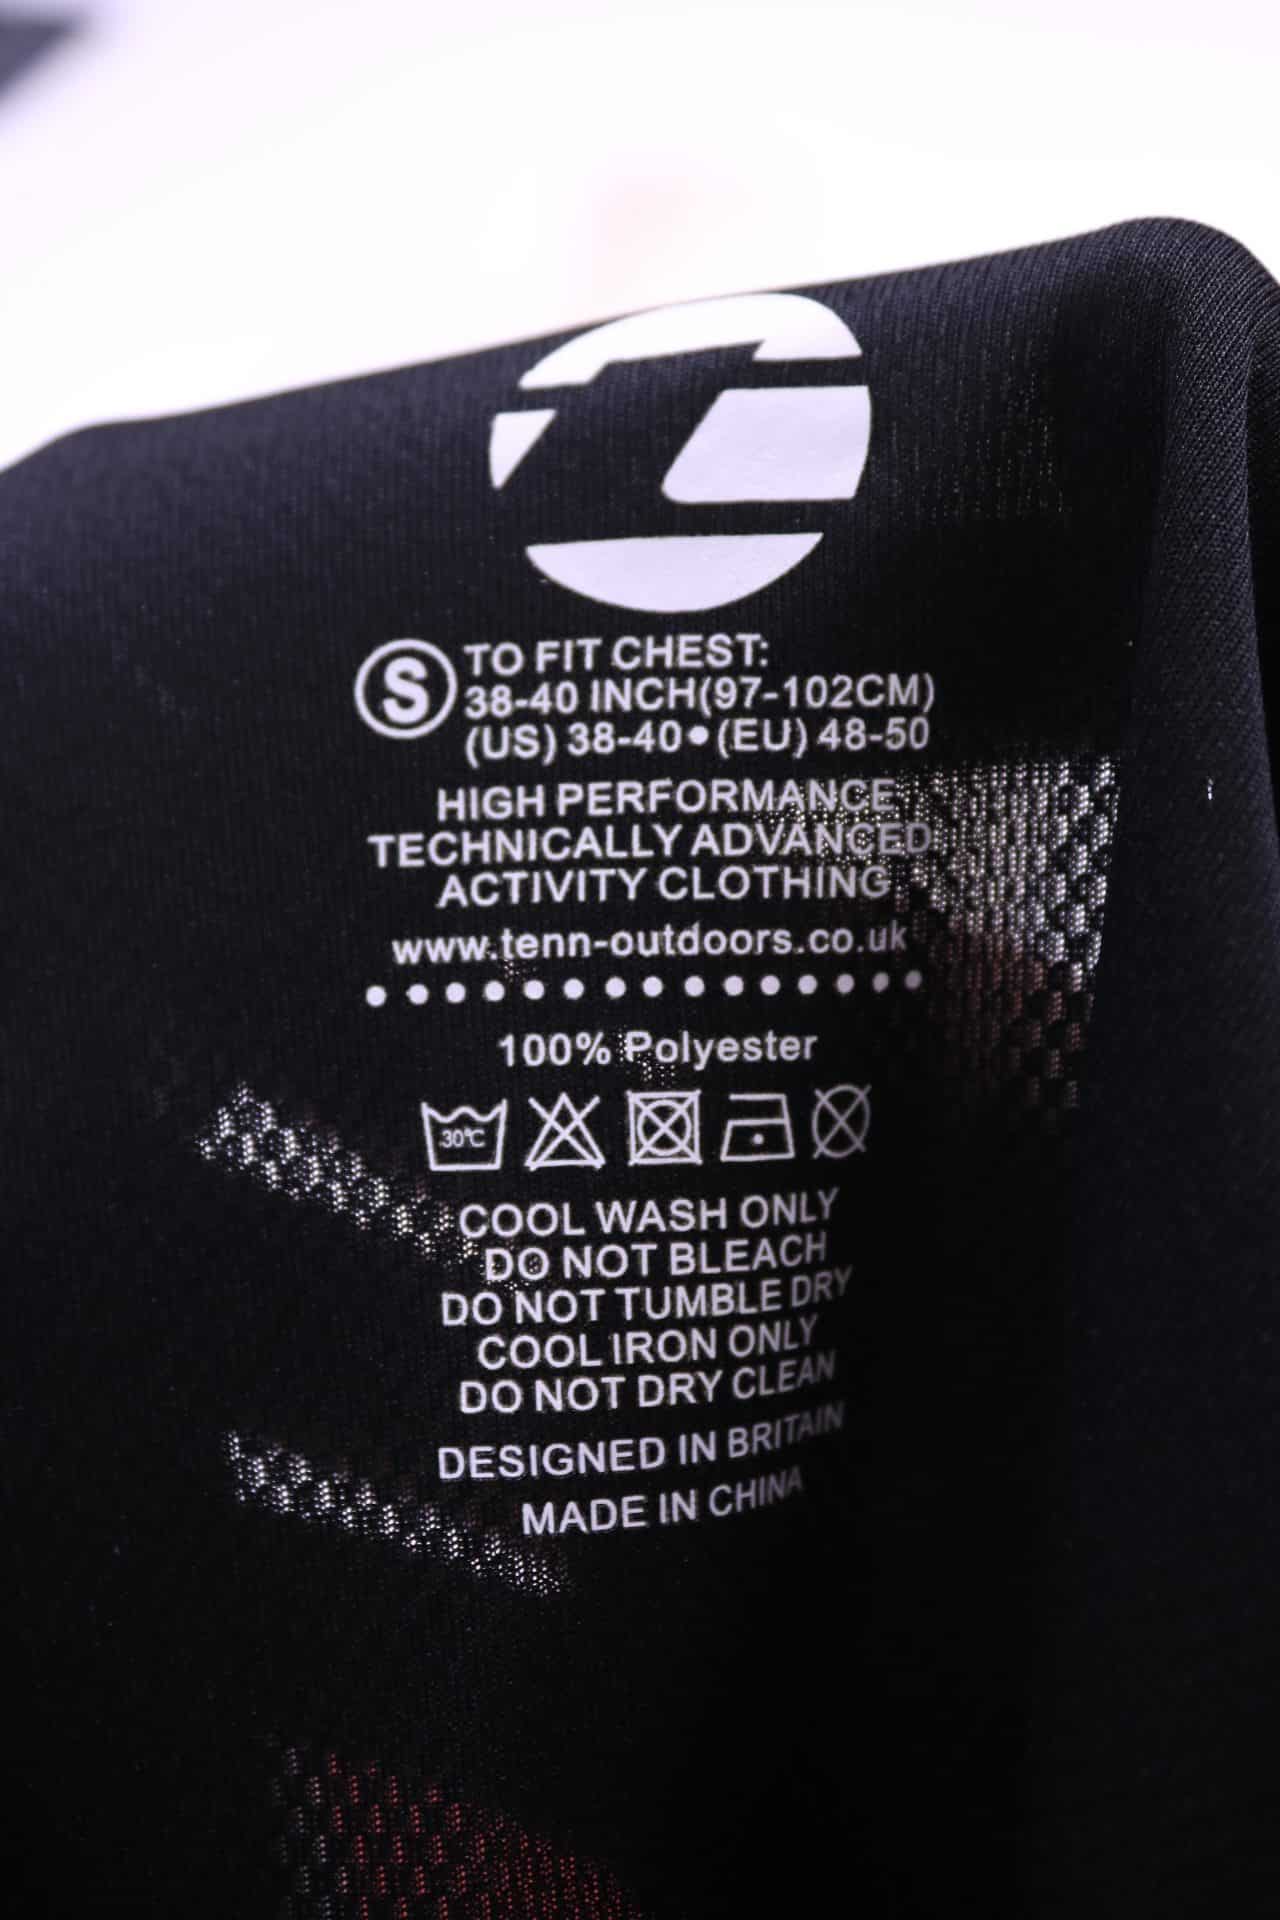 S TO FIT CHEST:
38-40 INCH(97-102CM)
(US) 38-40•(EU) 48-50
HIGH PERFORMANCE
TECHNICALLY ADVANCED
ACTIVITY CLOTHING
www.tenn-outdoors.co.uk
100% Polyester
30°C
COOL WASH ONLY
DO NOT BLEACH
DO NOT TUMBLE DRY
COOL IRON ONLY
DO NOT DRY CLEAN
DESIGNED IN BRITAIN
MADE IN CHINA